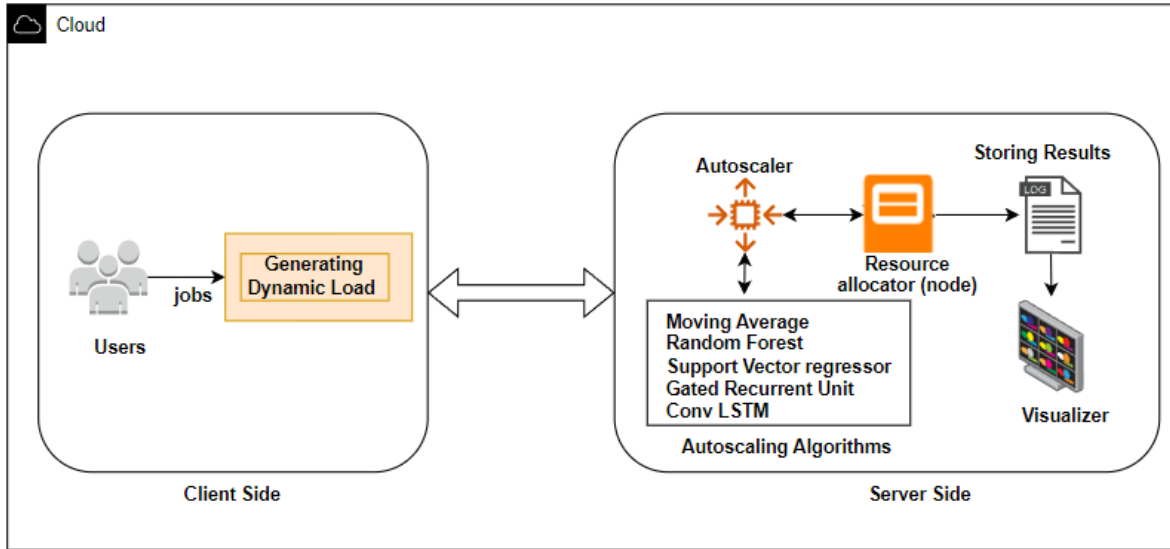 Cloud
Users
jobs
Generating
Dynamic Load
Client Side
Autoscaler
Storing Results
LOG
Resource
allocator (node)
Moving Average
Random Forest
Support Vector regressor
Gated Recurrent Unit
Conv LSTM
Autoscaling Algorithms
Visualizer
Server Side